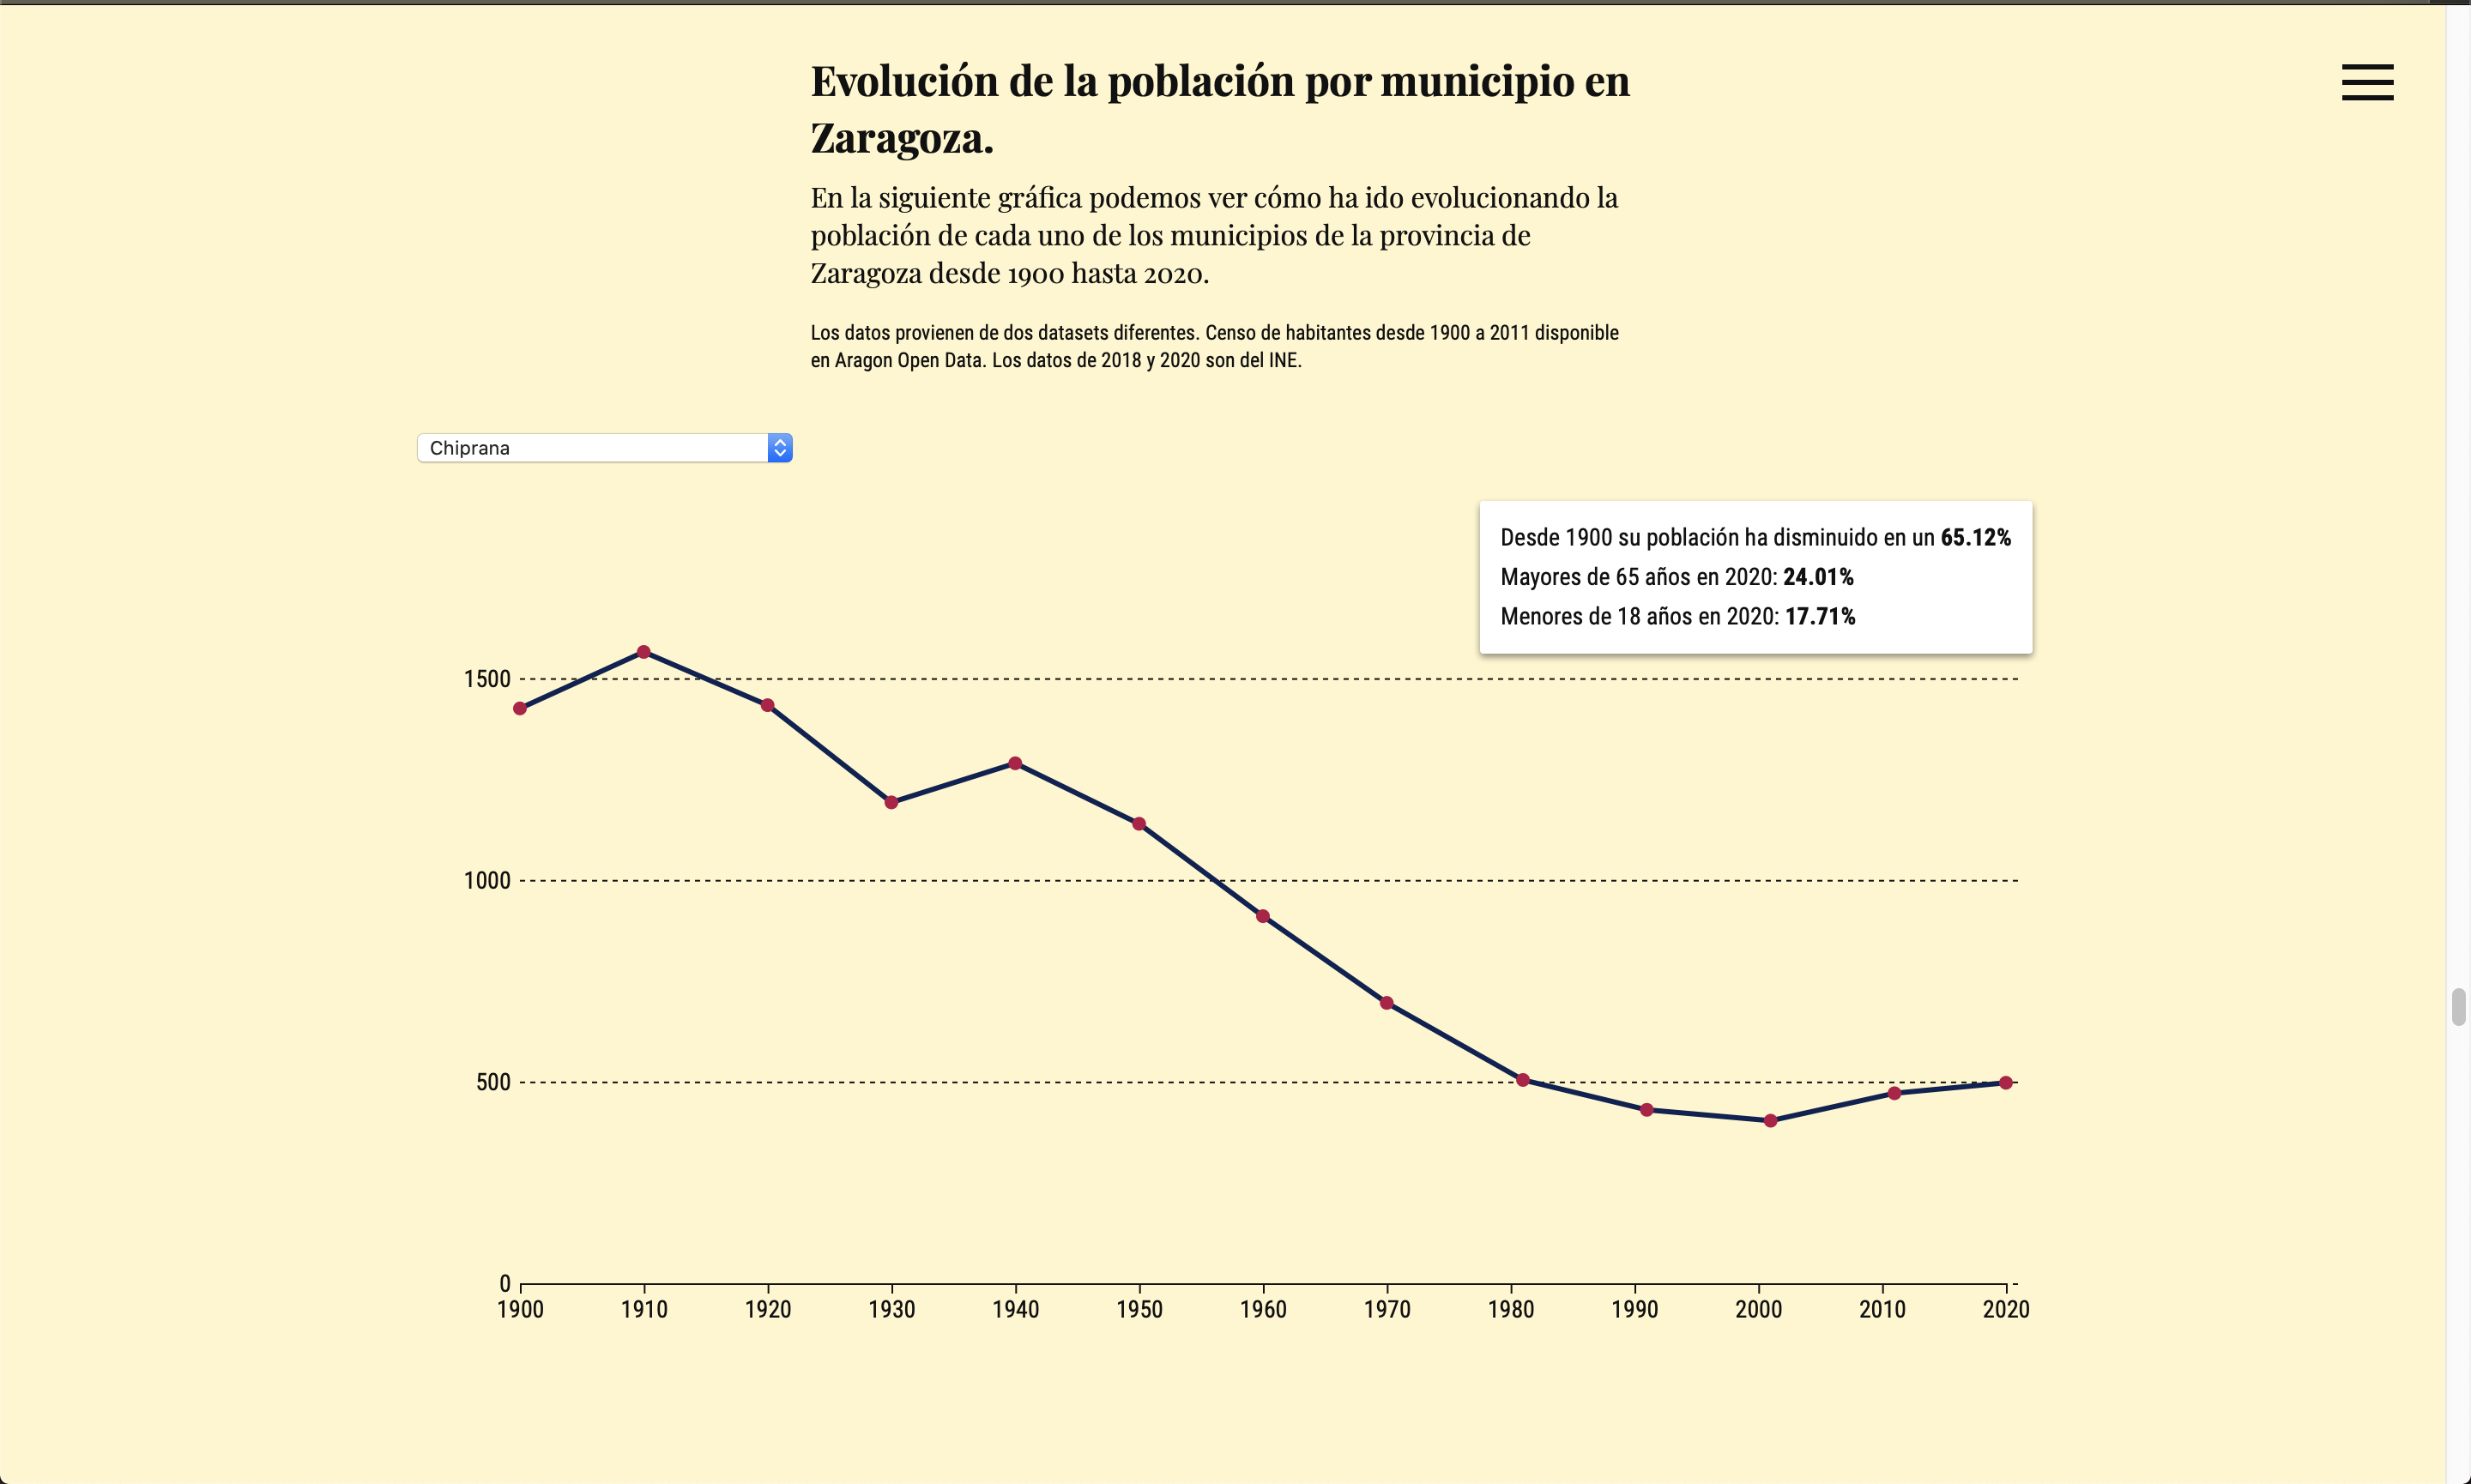 Evolución de la población por municipio en
Zaragoza.
En la siguiente gráfica podemos ver cómo ha ido evolucionando la
población de cada uno de los municipios de la provincia de
Zaragoza desde 1900 hasta 2020.
Los datos provienen de dos datasets diferentes. Censo de habitantes desde 1900 a 2011 disponible
en Aragon Open Data. Los datos de 2018 y 2020 son del INE.
Chiprana
Desde 1900 su población ha disminuido en un 65.12%
Mayores de 65 años en 2020: 24.01%
Menores de 18 años en 2020: 17.71%
1500
1000
500
0
1900 1910 1920 1930 1940 1950 1960 1970 1980 1990 2000 2010 2020